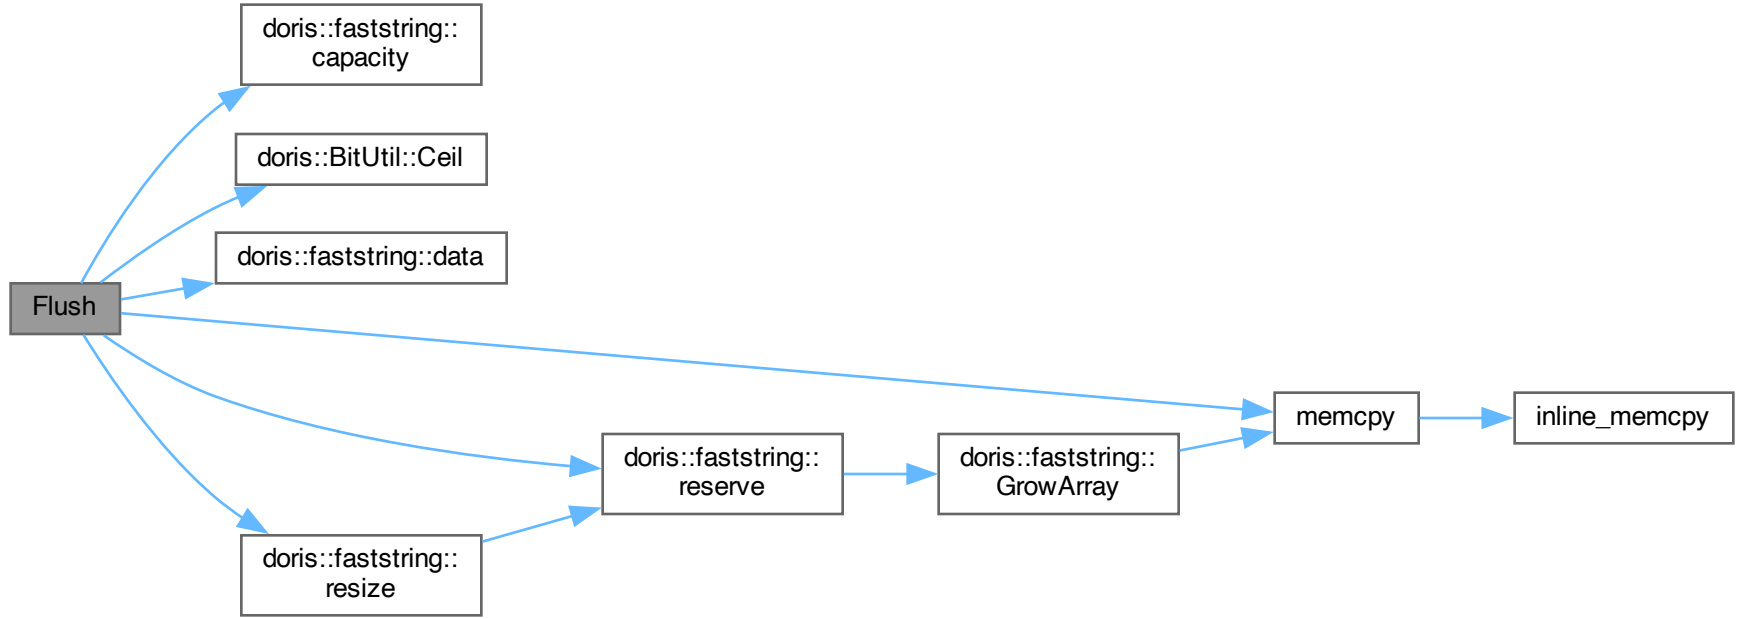 doris::faststring::
capacity
doris::BitUtil::Ceil
doris::faststring::data
Flush
memcpy
inline_memcpy
doris::faststring::
reserve
doris::faststring::
GrowArray
doris::faststring::
resize